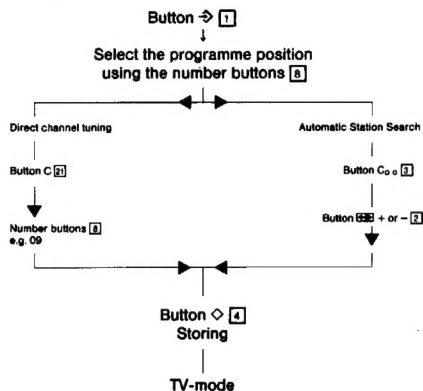 Button 1
Select the programme position
using the number buttons 8
Direct channel tuning
Automatic Station Search
Button C 21
Button C o o 3
Number buttons 8
e.g. 09
Button + or – 2
Button ◇ 4
Storing
TV-mode